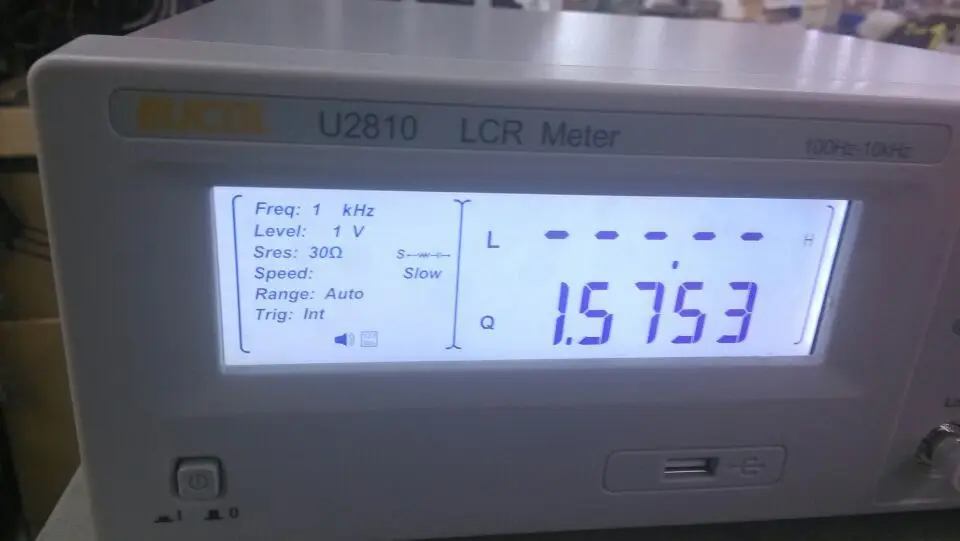 U2810 LCR Meter 100Hz-10kHz
Freq: 1 kHz
Level: 1 V
Sres: 30Ω S
Speed: Slow
Range: Auto
Trig: Int
L - - - - - H
Q 1.5753
I 0